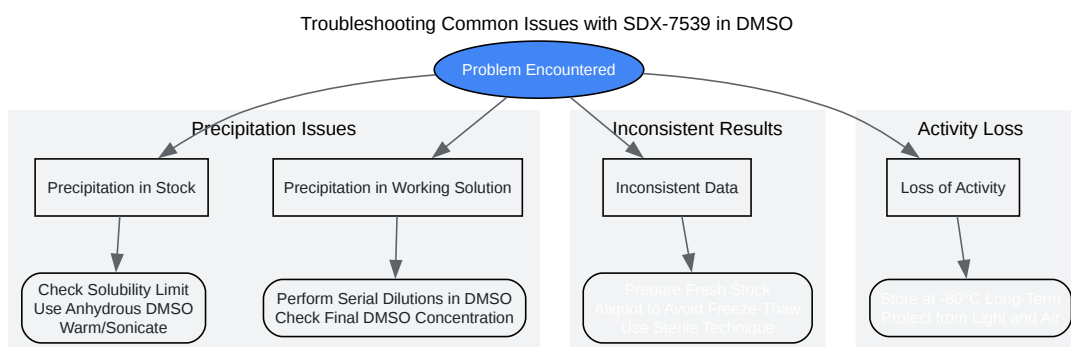 Troubleshooting Common Issues with SDX-7539 in DMSO
Problem Encountered
Precipitation Issues
Inconsistent Results
Activity Loss
Precipitation in Stock
Precipitation in Working Solution
Inconsistent Data
Loss of Activity
Check Solubility Limit
Use Anhydrous DMSO
Warm/Sonicate
Perform Serial Dilutions in DMSO
Check Final DMSO Concentration
Prepare Fresh Stock
Aliquot to Avoid Freeze-Thaw
Use Sterile Technique
Store at -80°C Long-Term
Protect from Light and Air